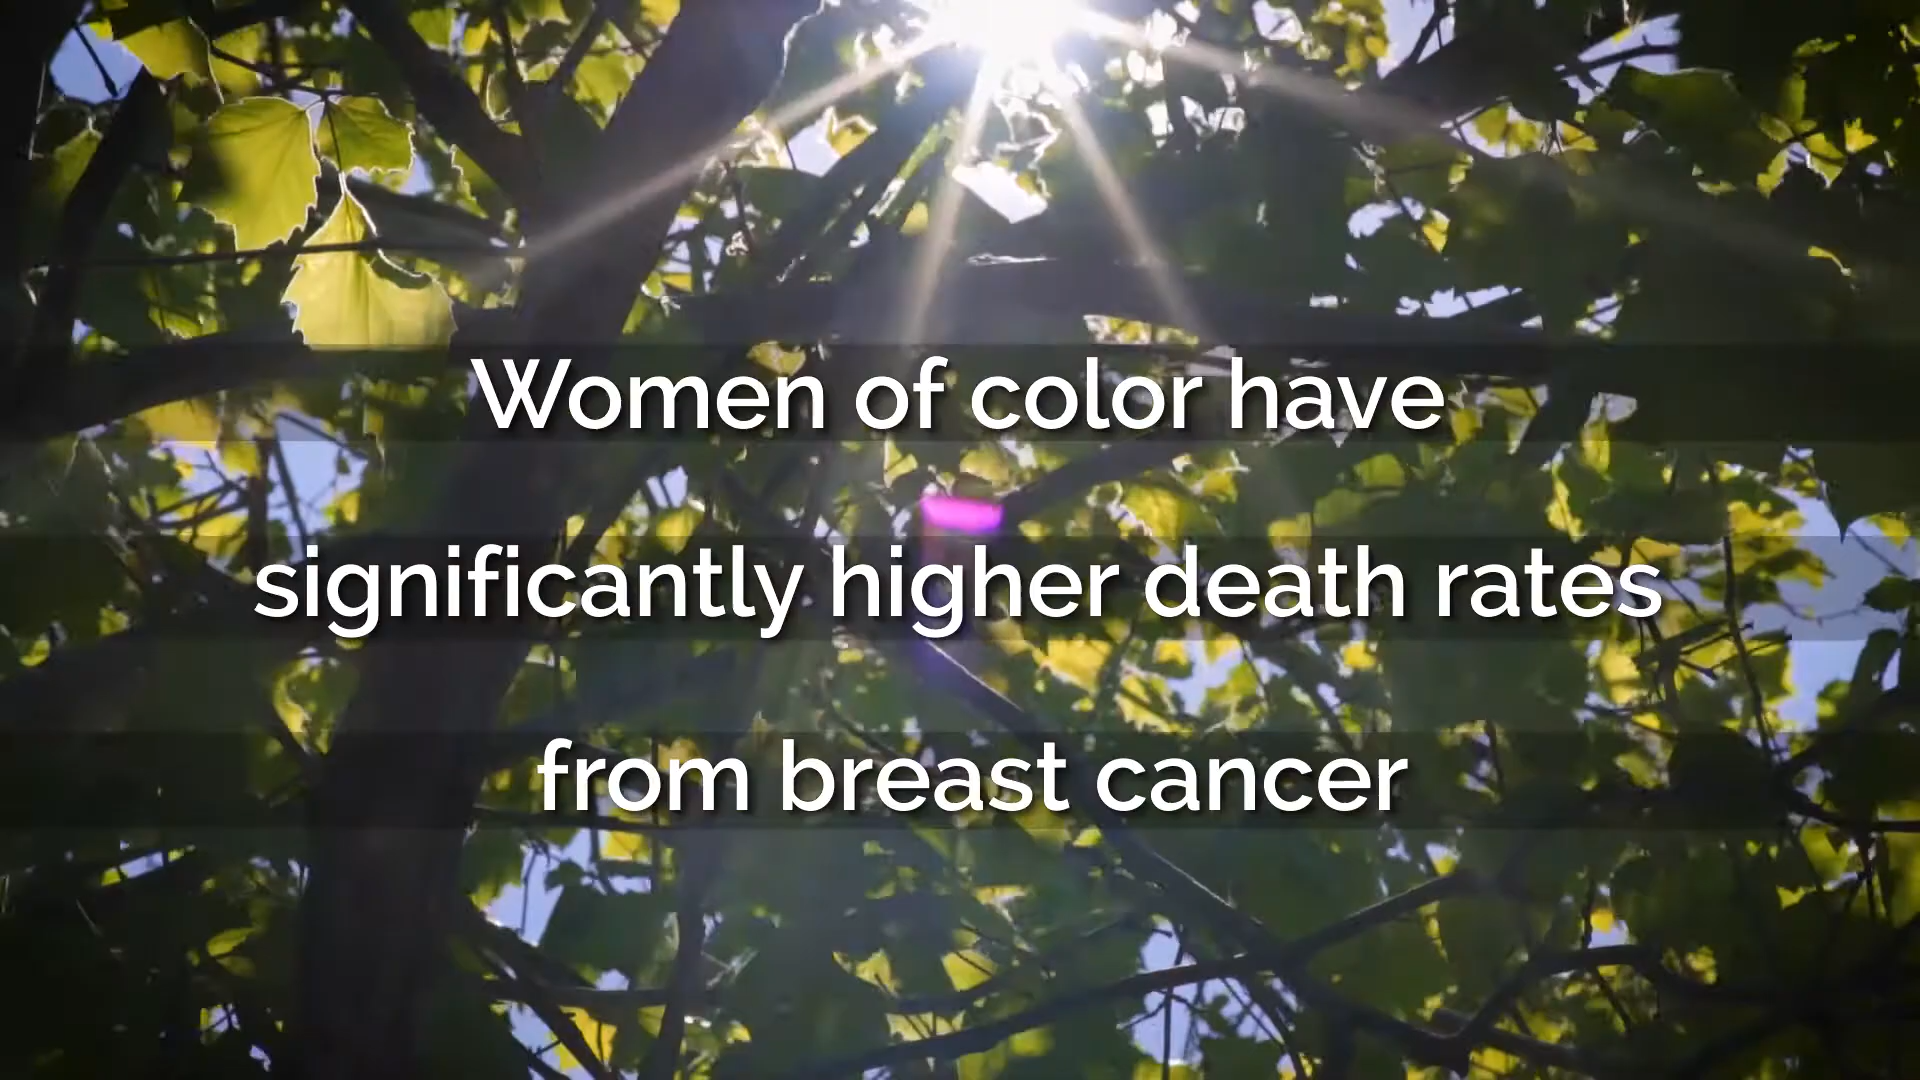 Women of color have
significantly higher death rates
from breast cancer